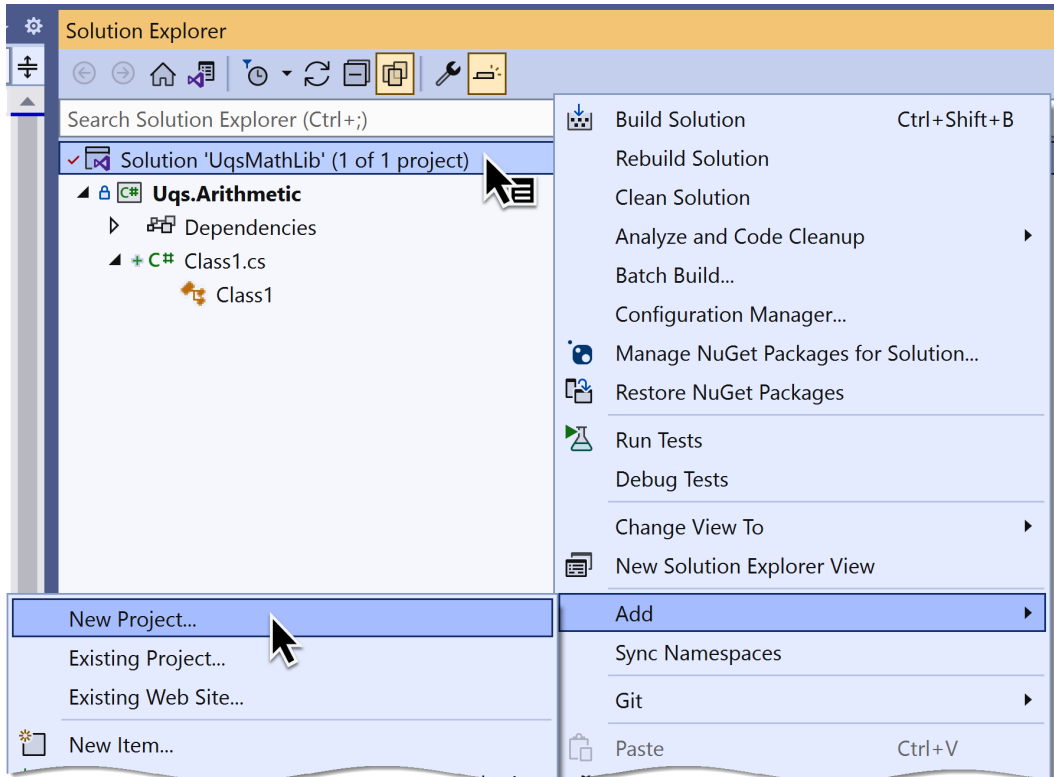 Solution Explorer
Search Solution Explorer (Ctrl+;)
Solution 'UqsMathLib' (1 of 1 project)
C# Uqs.Arithmetic
Dependencies
C# Class1.cs
Class1
Build Solution Ctrl+Shift+B
Rebuild Solution
Clean Solution
Analyze and Code Cleanup
Batch Build...
Configuration Manager...
Manage NuGet Packages for Solution...
Restore NuGet Packages
Run Tests
Debug Tests
Change View To
New Solution Explorer View
Add
Sync Namespaces
Git
Paste Ctrl+V
New Project...
Existing Project...
Existing Web Site...
New Item...